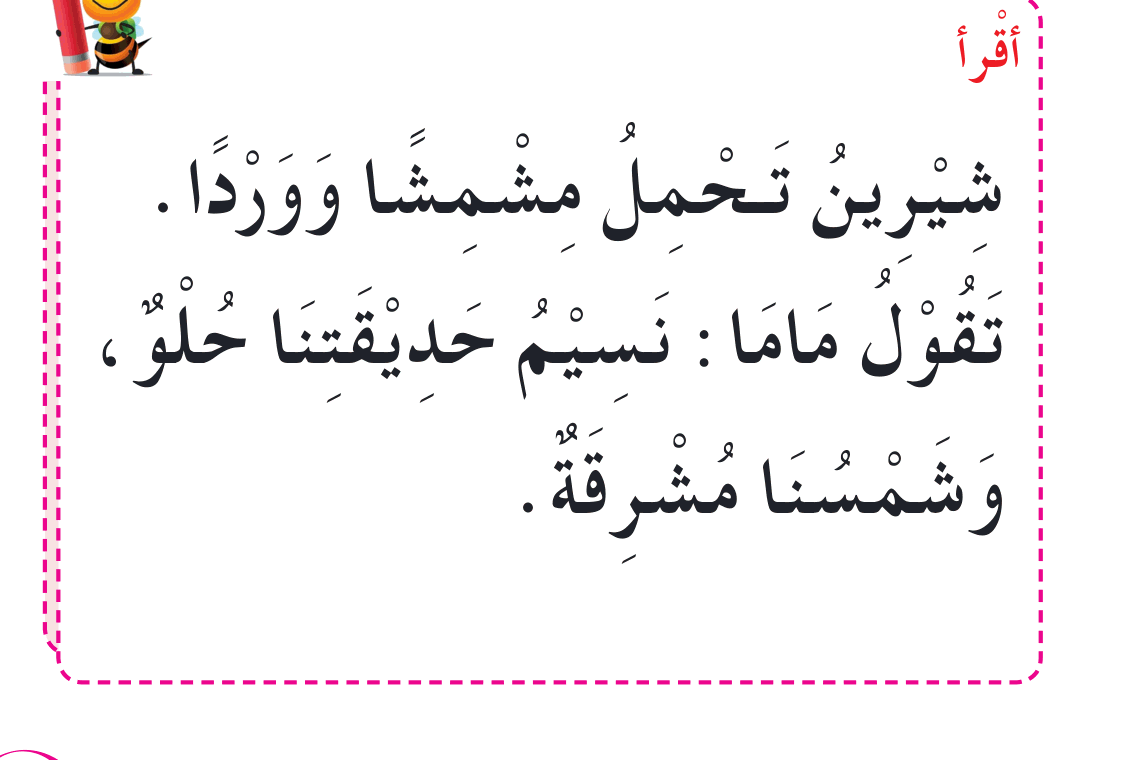 أقْرأ
شِيْرِينُ تَحْمِلُ مِشْمِشًا وَوَرْدًا .
تَقُوْلُ مَامَا : نَسِيْمُ حَدِيْقَتِنَا حُلْوٌ ،
وَشَمْسُنَا مُشْرِقَةٌ .